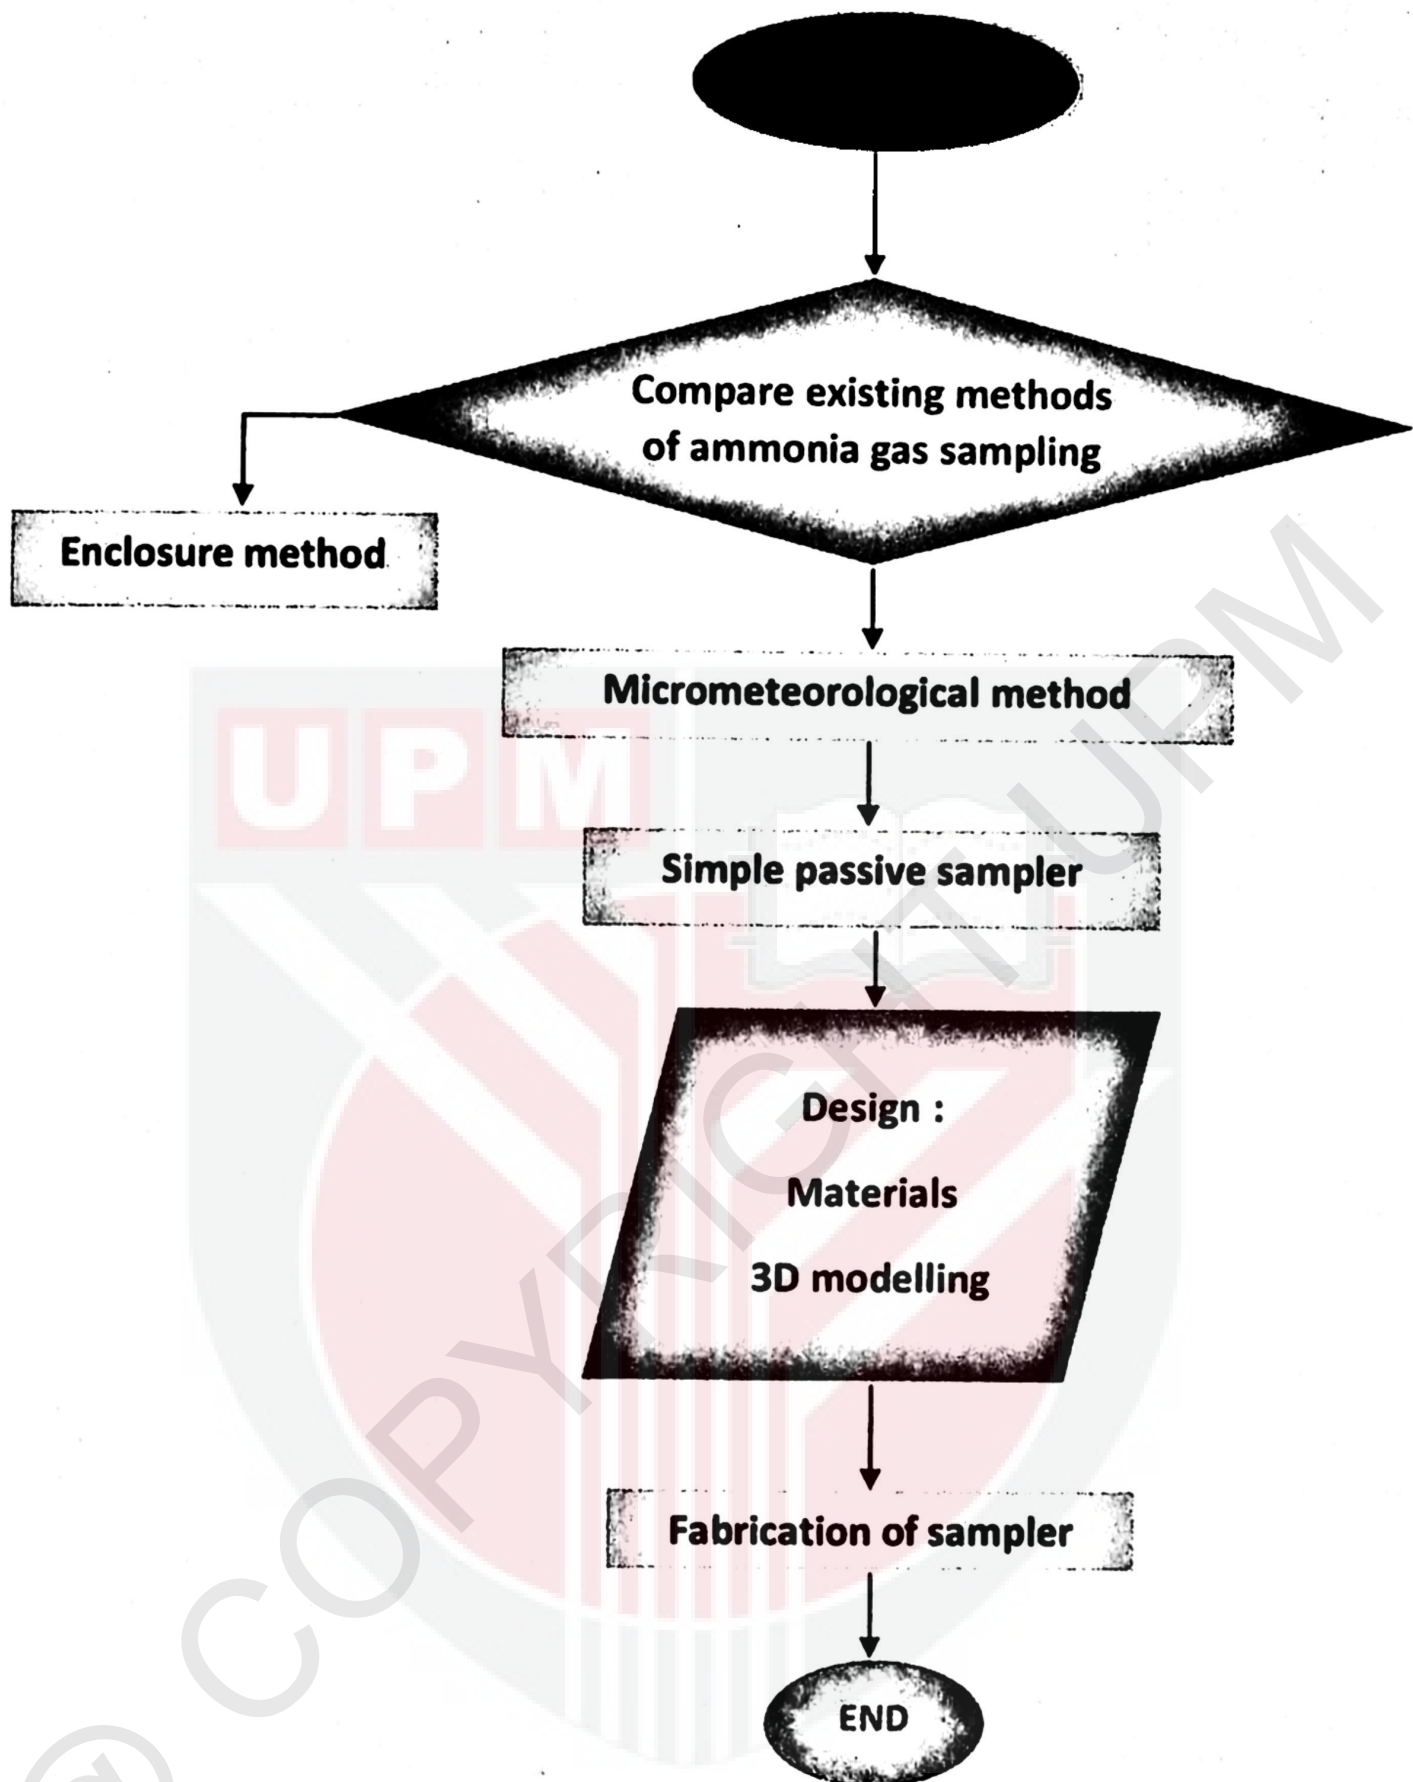 Compare existing methods
of ammonia gas sampling
Enclosure method
Micrometeorological method
UPM
Simple passive sampler
Design :
Materials
3D modelling
Fabrication of sampler
END
© COPYRIGHT UPM